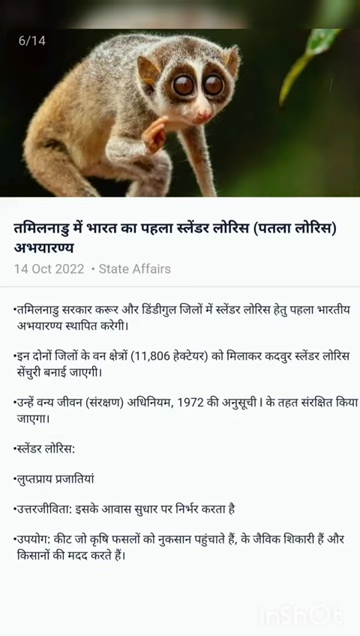 6/14
तमिलनाडु में भारत का पहला स्लेंडर लोरिस (पतला लोरिस)
अभयारण्य
14 Oct 2022 • State Affairs
•तमिलनाडु सरकार करूर और डिंडीगुल जिलों में स्लेंडर लोरिस हेतु पहला भारतीय
अभयारण्य स्थापित करेगी।
•इन दोनों जिलों के वन क्षेत्रों (11,806 हेक्टेयर) को मिलाकर कदवुर स्लेंडर लोरिस
सेंचुरी बनाई जाएगी।
•उन्हें वन्य जीवन (संरक्षण) अधिनियम, 1972 की अनुसूची I के तहत संरक्षित किया
जाएगा।
•स्लेंडर लोरिस:
•लुप्तप्राय प्रजातियां
•उत्तरजीविता: इसके आवास सुधार पर निर्भर करता है
•उपयोग: कीट जो कृषि फसलों को नुकसान पहुंचाते हैं, के जैविक शिकारी हैं और
किसानों की मदद करते हैं।
InShOt